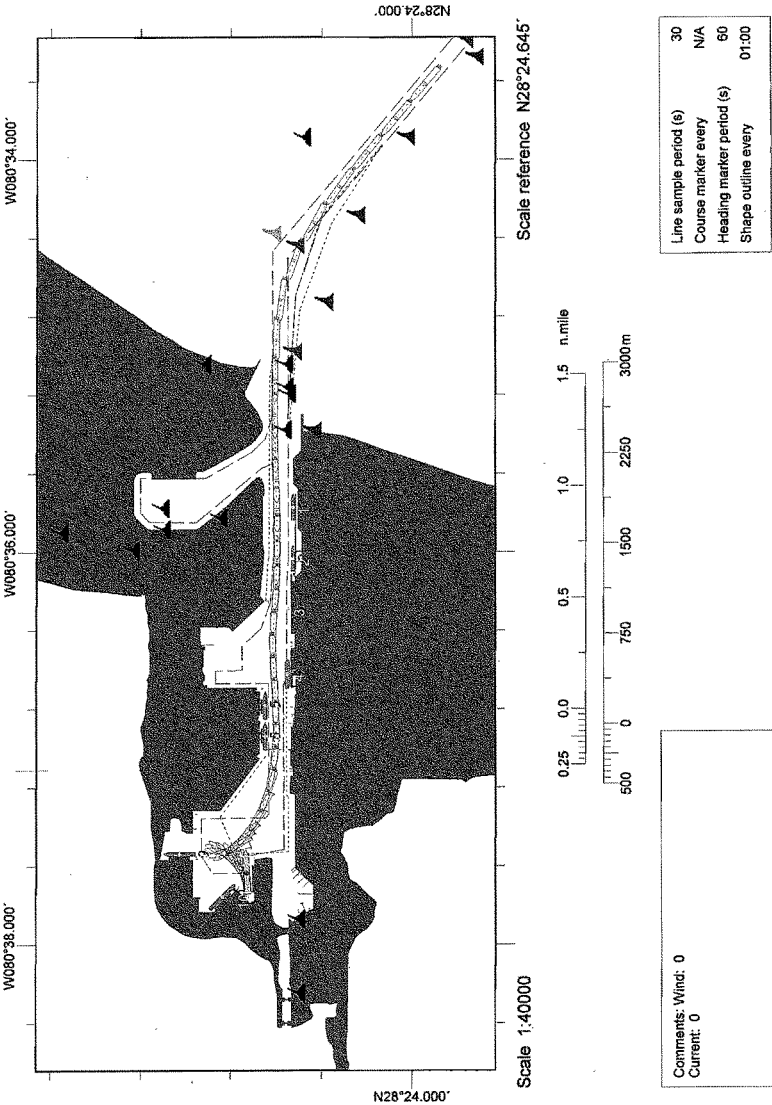 N28°24.000´
W080°38.000´
W080°36.000´
W080°34.000´
N28°24.000´
Scale 1:40000
Scale reference N28°24.645´
0.25
0.0
0.5
1.0
1.5
n.mile
500
0
750
1500
2250
3000m
Comments: Wind: 0
Current: 0
Line sample period (s) 30
Course marker every N/A
Heading marker period (s) 60
Shape outline every 01:00